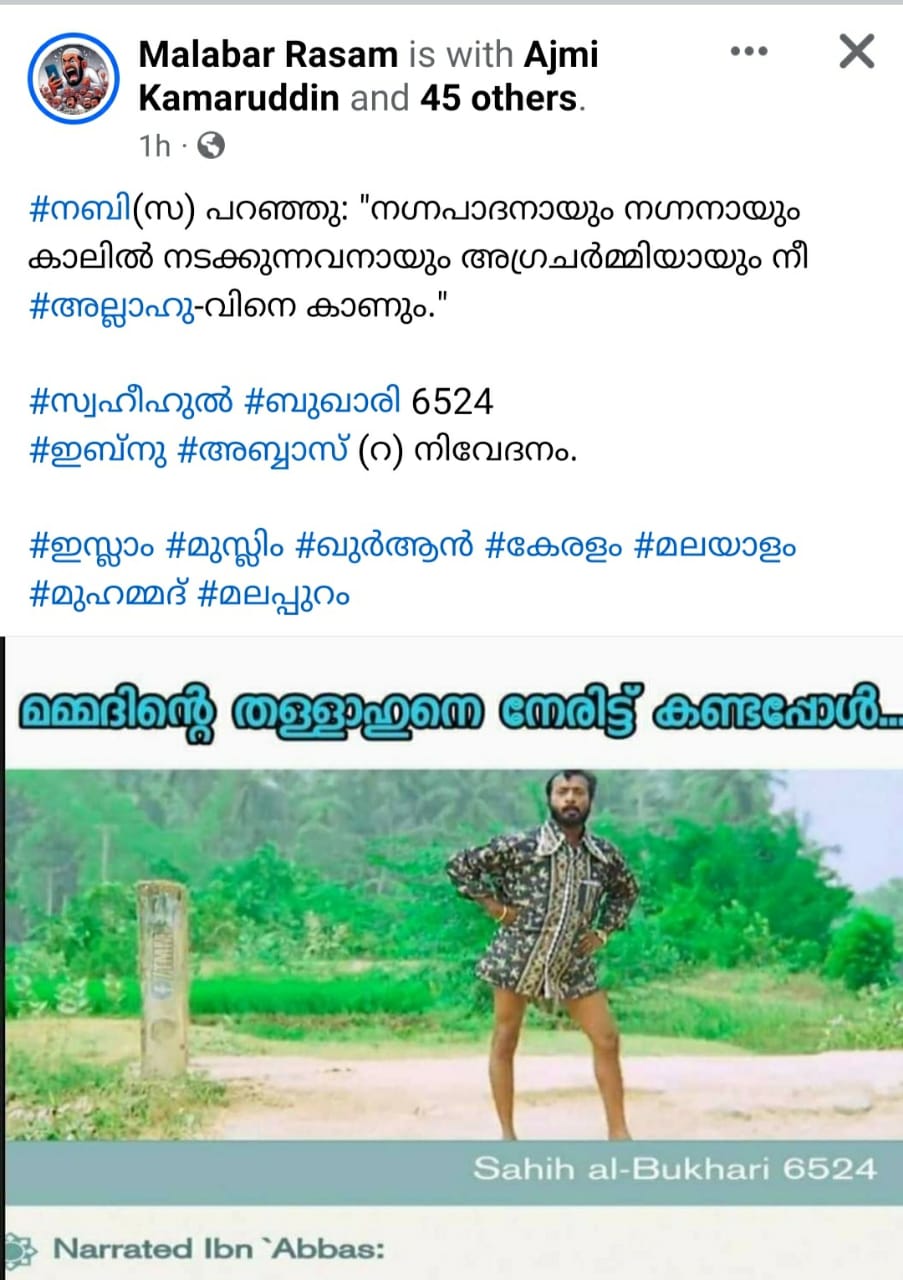 Malabar Rasam is with Ajmi
Kamaruddin and 45 others.
1h ·
#നബി(സ) പറഞ്ഞു: "നഗ്നപാദനായും നഗ്നനായും
കാലിൽ നടക്കുന്നവനായും അഗ്രചർമ്മിയായും നീ
#അല്ലാഹു-വിനെ കാണും."
#സ്വഹീഹുൽ #ബുഖാരി 6524
#ഇബ്നു #അബ്ബാസ് (റ) നിവേദനം.
#ഇസ്ലാം #മുസ്ലിം #ഖുർആൻ #കേരളം #മലയാളം
#മുഹമ്മദ് #മലപ്പുറം
മമ്മദിന്റെ തള്ളാഹുനെ നേരിട്ട് കണ്ടപ്പോൾ...
Sahih al-Bukhari 6524
Narrated Ibn `Abbas: